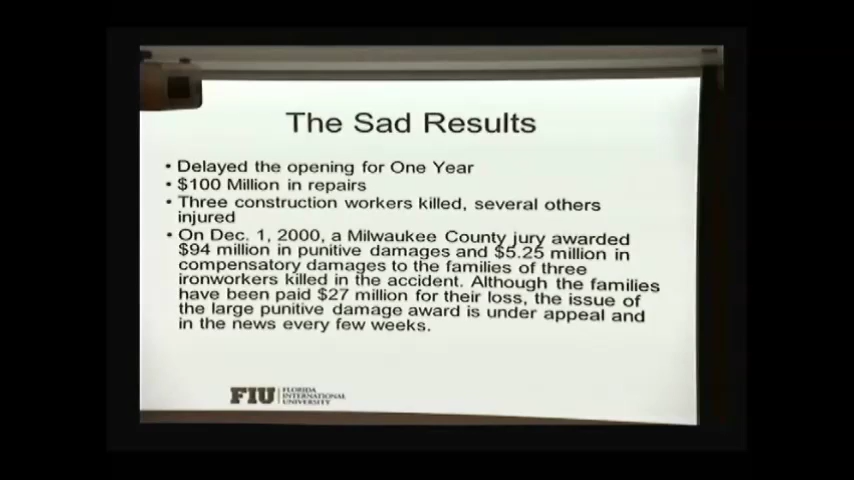 The Sad Results
• Delayed the opening for One Year
• $100 Million in repairs
• Three construction workers killed, several others
injured
• On Dec. 1, 2000, a Milwaukee County jury awarded
$94 million in punitive damages and $5.25 million in
compensatory damages to the families of three
ironworkers killed in the accident. Although the families
have been paid $27 million for their loss, the issue of
the large punitive damage award is under appeal and
in the news every few weeks.
FIU FLORIDA
INTERNATIONAL
UNIVERSITY